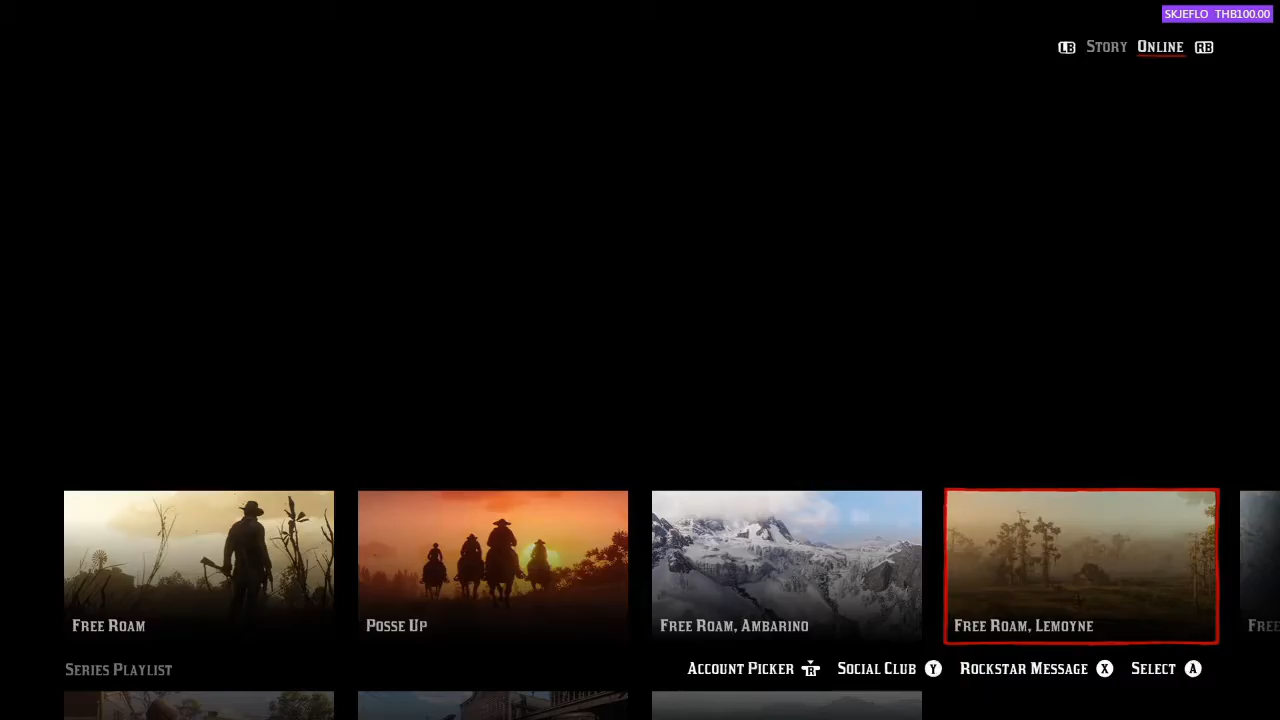 SKJEFLO THB100.00
LB STORY ONLINE RB
FREE ROAM
POSSE UP
FREE ROAM, AMBARINO
FREE ROAM, LEMOYNE
FREE
SERIES PLAYLIST
ACCOUNT PICKER R SOCIAL CLUB Y ROCKSTAR MESSAGE X SELECT A